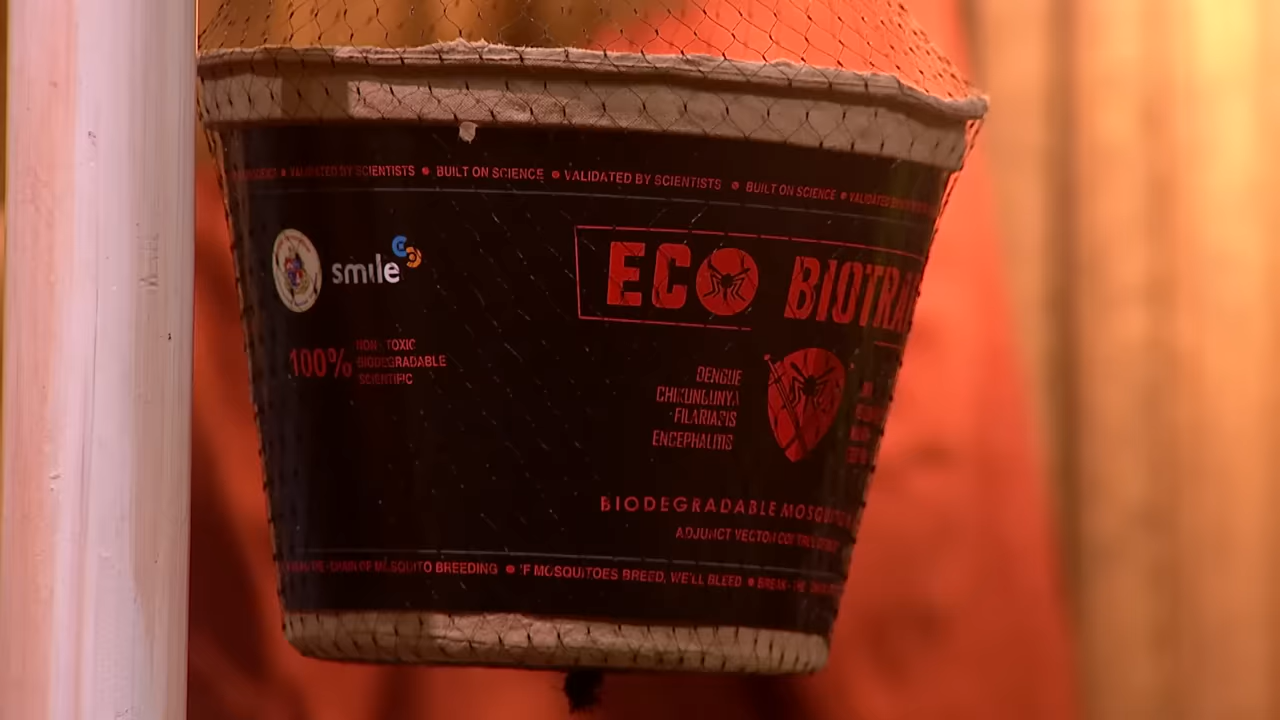 VALIDATED BY SCIENTISTS • BUILT ON SCIENCE • VALIDATED BY SCIENTISTS • BUILT ON SCIENCE • VALIDATED
smile
ECO BIOTRA
100%
NON - TOXIC
BIODEGRADABLE
SCIENTIFIC
DENGUE
CHIKUNGUNYA
FILARIASIS
ENCEPHALITIS
BIODEGRADABLE MOSQUITO
ADJUNCT VECTOR CONTROL
CHAIN OF MOSQUITO BREEDING • IF MOSQUITOES BREED, WE'LL BLEED • BREAK - THE